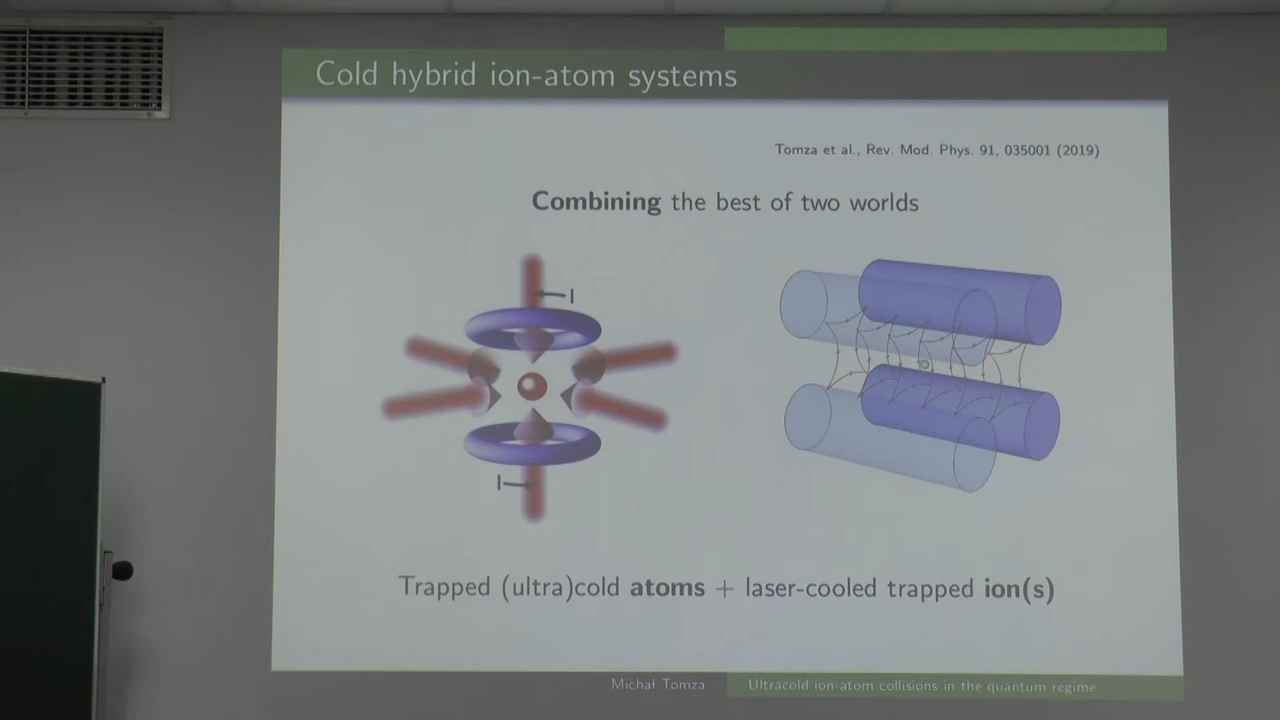 Cold hybrid ion-atom systems
Tomza et al., Rev. Mod. Phys. 91, 035001 (2019)
Combining the best of two worlds
I
I
Trapped (ultra)cold atoms + laser-cooled trapped ion(s)
Michał Tomza
Ultracold ion-atom collisions in the quantum regime